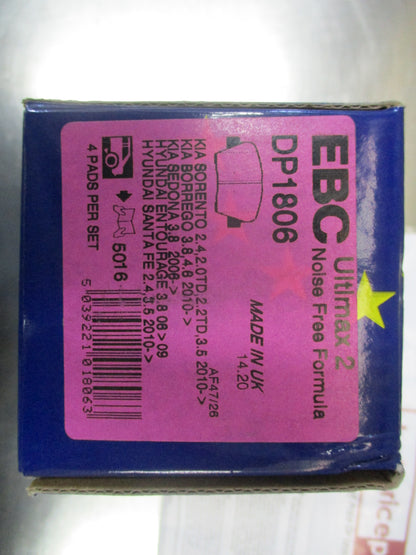 EBC Ultimax 2
Noise Free Formula
DP1806
MADE IN UK
14.20
AF47/26
KIA SORENTO 2.4,2.0TD,2.2TD,3.5 2010->
KIA BORREGO 3.8,4.6 2010->
KIA SEDONA 3.8 2006->
HYUNDAI ENTOURAGE 3.8 08>09
HYUNDAI SANTA FE 2.4,3.5 2010->
5016
4 PADS PER SET
5 039221 018063